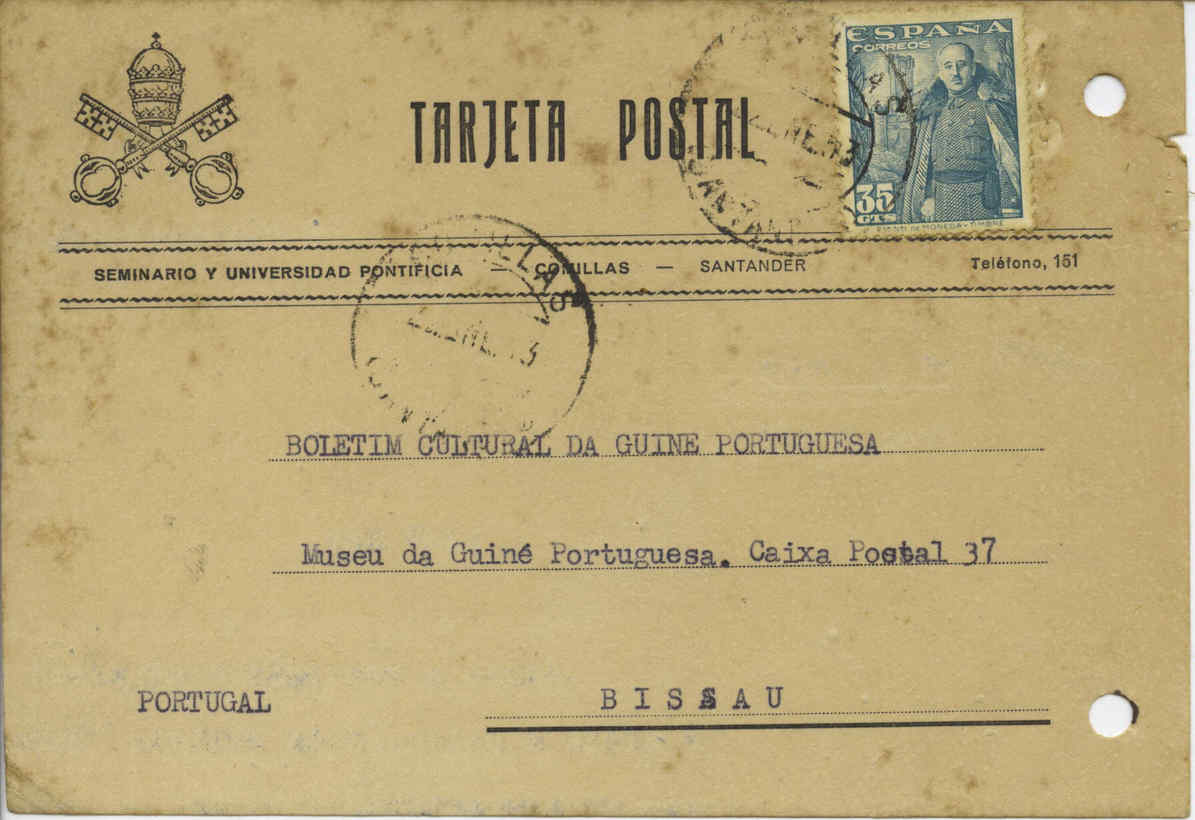 TARJETA POSTAL
ESPAÑA
CORREOS
35
CTS
SEMINARIO Y UNIVERSIDAD PONTIFICIA — COMILLAS — SANTANDER Teléfono, 151
COMILLAS
BOLETIM CULTURAL DA GUINE PORTUGUESA
Museu da Guiné Portuguesa. Caixa Postal 37
PORTUGAL BISSAU